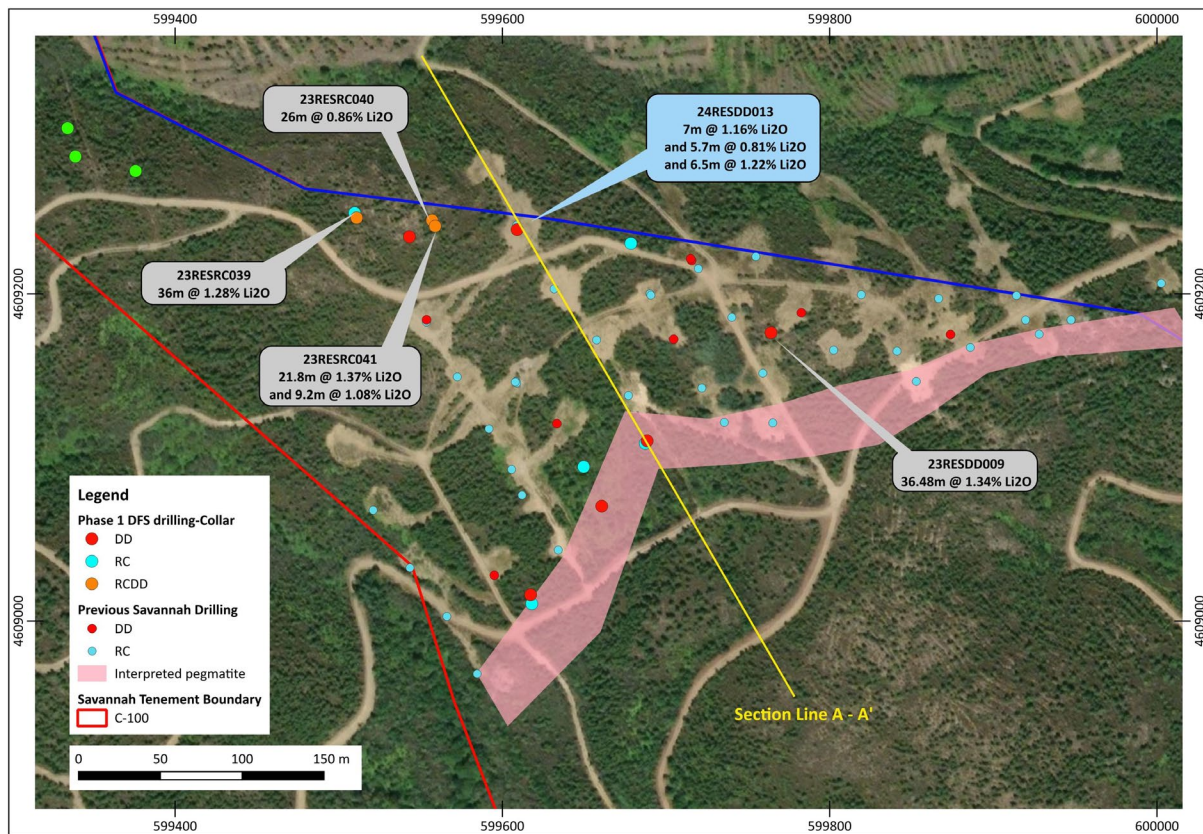 599400
599600
599800
600000
23RESRC040
26m @ 0.86% Li2O
24RESDD013
7m @ 1.16% Li2O
and 5.7m @ 0.81% Li2O
and 6.5m @ 1.22% Li2O
23RESRC039
36m @ 1.28% Li2O
4609200
4609200
23RESRC041
21.8m @ 1.37% Li2O
and 9.2m @ 1.08% Li2O
23RESDD009
36.48m @ 1.34% Li2O
Legend
Phase 1 DFS drilling-Collar
DD
RC
RCDD
Previous Savannah Drilling
DD
RC
Interpreted pegmatite
Savannah Tenement Boundary
C-100
4609000
4609000
Section Line A - A'
0 50 100 150 m
599400
599600
599800
600000